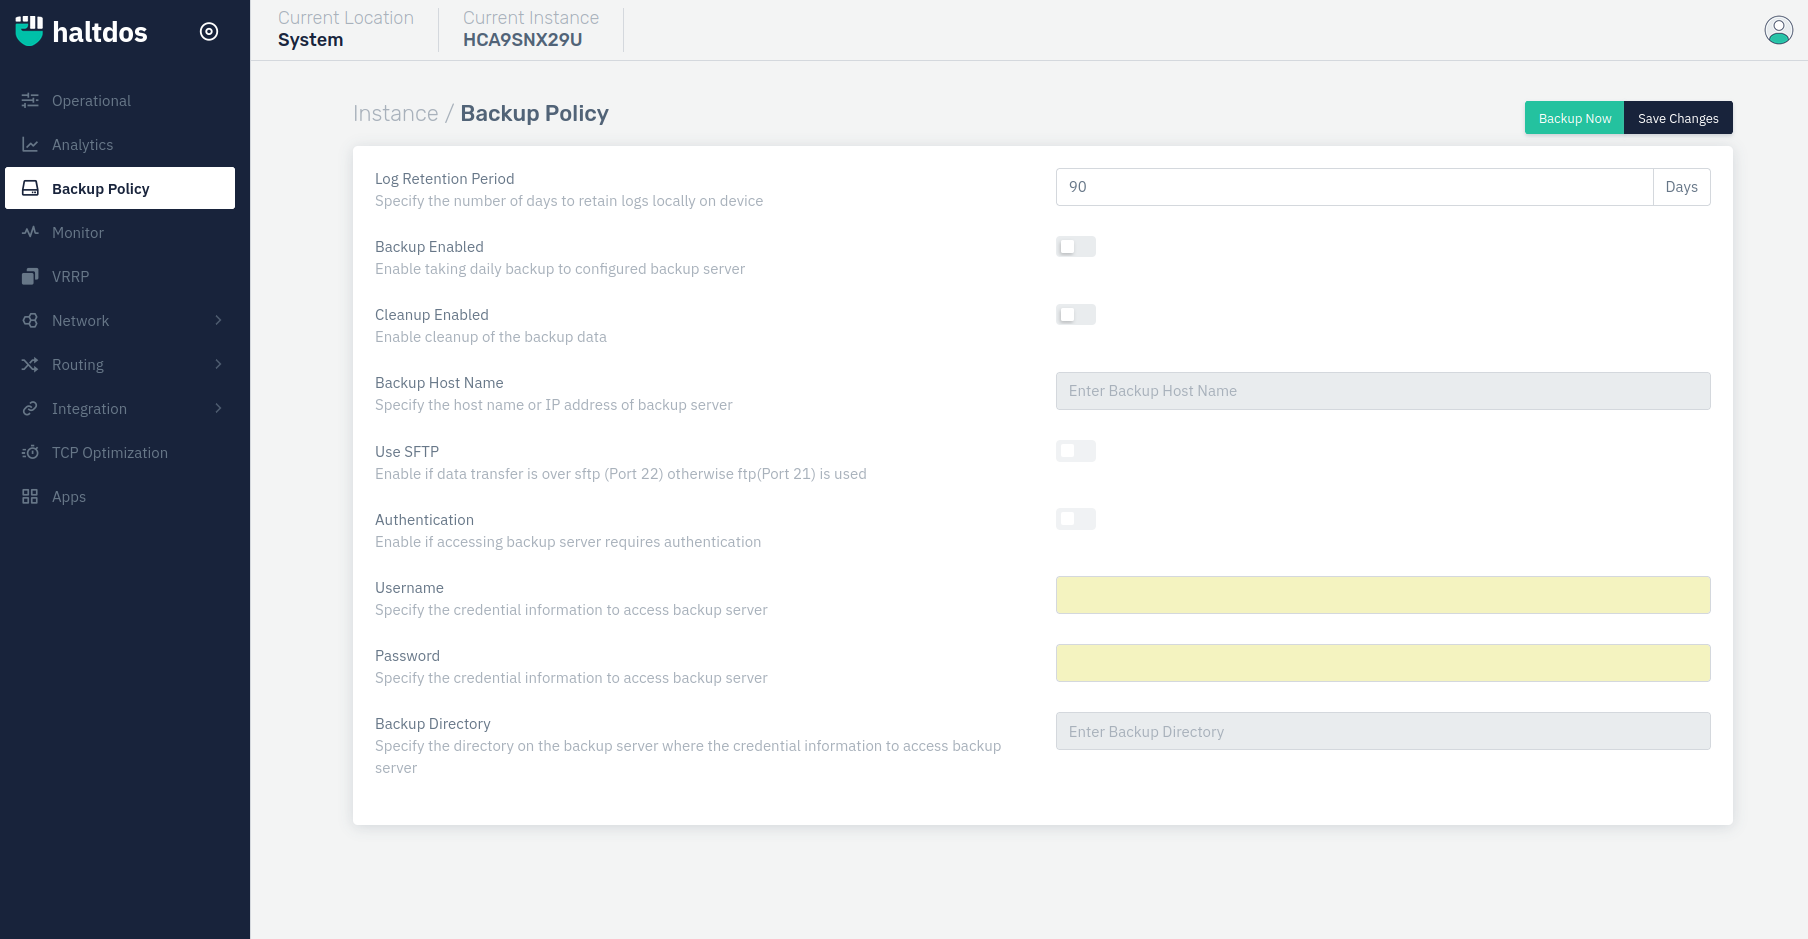 haltdos
Current Location
System
Current Instance
HCA9SNX29U
Operational
Analytics
Backup Policy
Monitor
VRRP
Network
Routing
Integration
TCP Optimization
Apps
Instance / Backup Policy
Backup Now
Save Changes
Log Retention Period
Specify the number of days to retain logs locally on device
90
Days
Backup Enabled
Enable taking daily backup to configured backup server
Cleanup Enabled
Enable cleanup of the backup data
Backup Host Name
Specify the host name or IP address of backup server
Enter Backup Host Name
Use SFTP
Enable if data transfer is over sftp (Port 22) otherwise ftp(Port 21) is used
Authentication
Enable if accessing backup server requires authentication
Username
Specify the credential information to access backup server
Password
Specify the credential information to access backup server
Backup Directory
Specify the directory on the backup server where the credential information to access backup
server
Enter Backup Directory